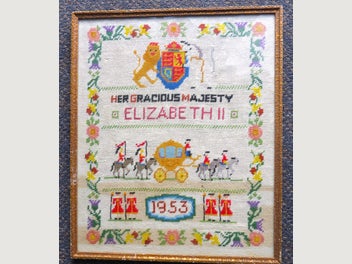 HER GRACIOUS MAJESTY
ELIZABETH II
1953